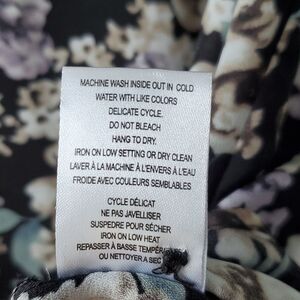 MACHINE WASH INSIDE OUT IN COLD
WATER WITH LIKE COLORS
DELICATE CYCLE.
DO NOT BLEACH
HANG TO DRY.
IRON ON LOW SETTING OR DRY CLEAN
LAVER À LA MACHINE À L'ENVERS À L'EAU
FROIDE AVEC COULEURS SEMBLABLES
CYCLE DÉLICAT
NE PAS JAVELLISER
SUSPEDRE POUR SÉCHER
IRON ON LOW HEAT
REPASSER À BASSE TEMPÉRAT
OU NETTOYER A SEC